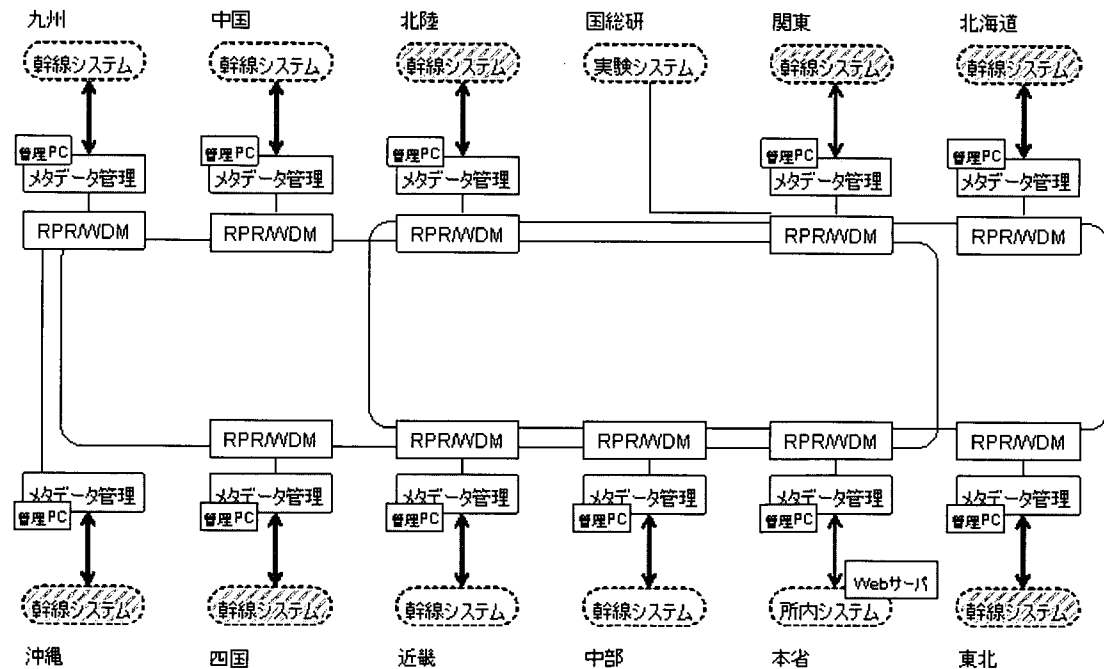 九州 中国 北陸 国総研 関東 北海道
幹線システム 幹線システム 幹線システム 実験システム 幹線システム 幹線システム
管理PC 管理PC 管理PC 管理PC 管理PC
メタデータ管理 メタデータ管理 メタデータ管理 メタデータ管理 メタデータ管理
RPR/WDM RPR/WDM RPR/WDM RPR/WDM RPR/WDM
RPR/WDM RPR/WDM RPR/WDM RPR/WDM RPR/WDM
メタデータ管理 メタデータ管理 メタデータ管理 メタデータ管理 メタデータ管理 メタデータ管理
管理PC 管理PC 管理PC 管理PC 管理PC 管理PC
Webサーバ
幹線システム 幹線システム 幹線システム 幹線システム 所内システム 幹線システム
沖縄 四国 近畿 中部 本省 東北